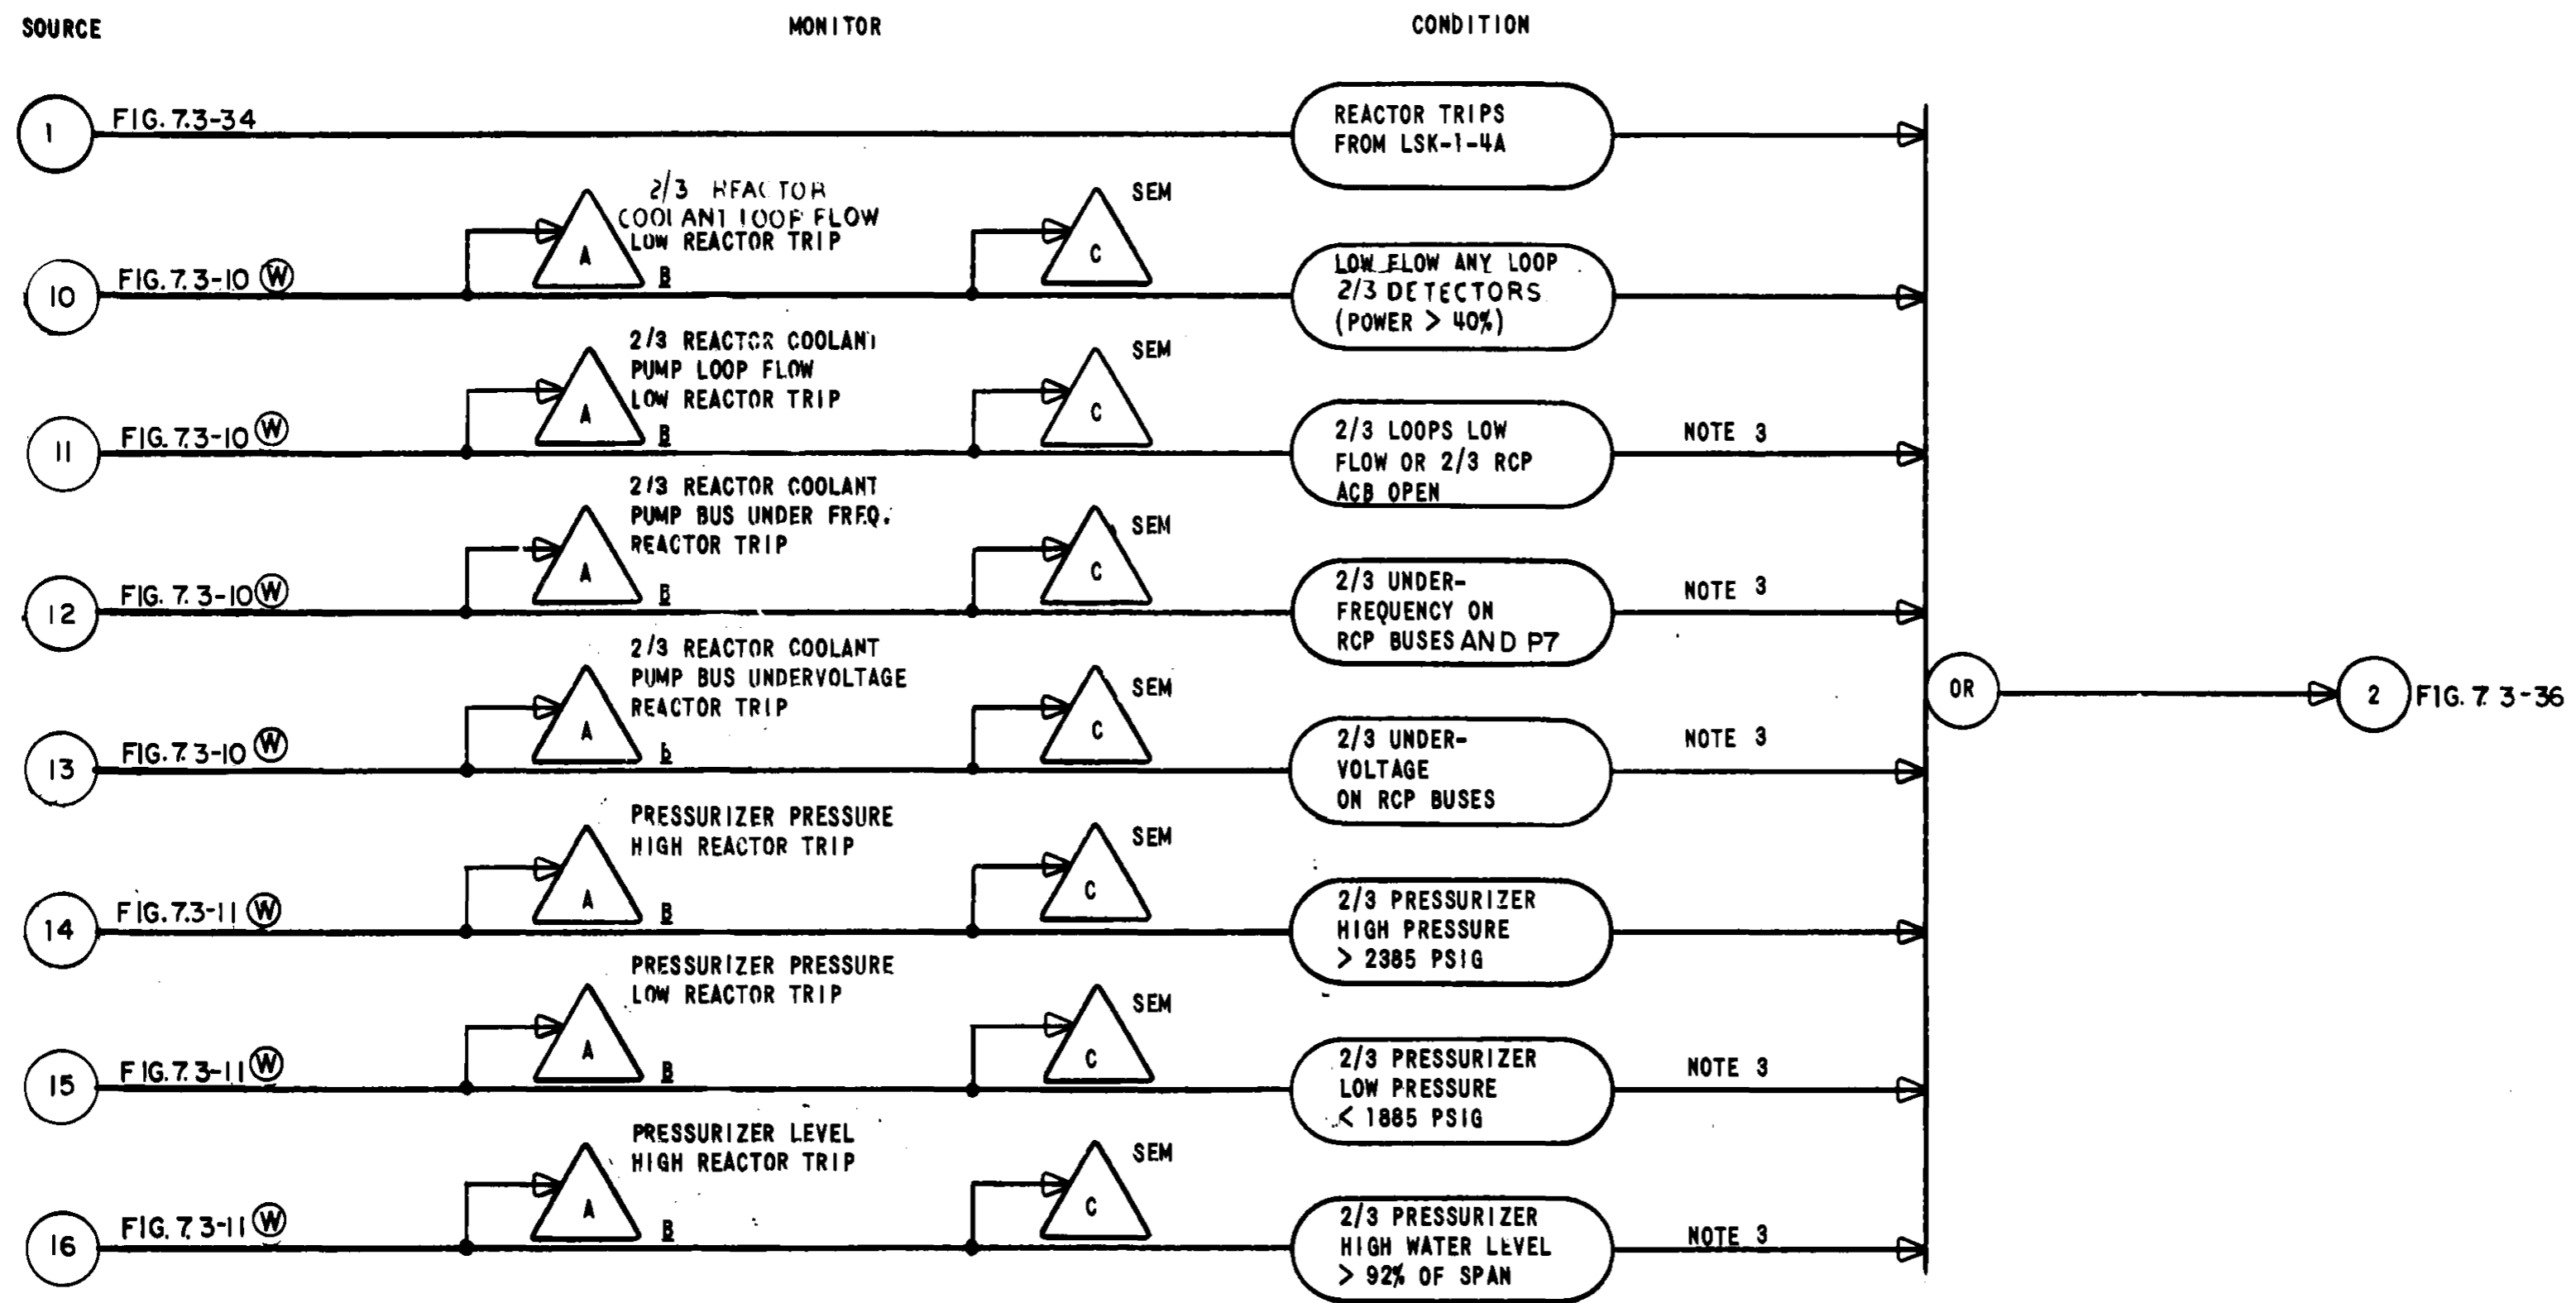 SOURCE
MONITOR
CONDITION
1
FIG. 7.3-34
REACTOR TRIPS
FROM LSK-1-4A
2/3 REACTOR
COOLANT LOOP FLOW
LOW REACTOR TRIP
A
B
SEM
C
10
FIG. 7.3-10 W
LOW FLOW ANY LOOP
2/3 DETECTORS
(POWER > 40%)
2/3 REACTOR COOLANT
PUMP LOOP FLOW
LOW REACTOR TRIP
A
B
SEM
C
11
FIG. 7.3-10 W
2/3 LOOPS LOW
FLOW OR 2/3 RCP
ACB OPEN
NOTE 3
2/3 REACTOR COOLANT
PUMP BUS UNDER FREQ.
REACTOR TRIP
A
B
SEM
C
12
FIG. 7.3-10 W
2/3 UNDER-
FREQUENCY ON
RCP BUSES AND P7
NOTE 3
2/3 REACTOR COOLANT
PUMP BUS UNDERVOLTAGE
REACTOR TRIP
A
B
SEM
C
13
FIG. 7.3-10 W
2/3 UNDER-
VOLTAGE
ON RCP BUSES
NOTE 3
OR
2
FIG. 7.3-36
PRESSURIZER PRESSURE
HIGH REACTOR TRIP
A
B
SEM
C
14
FIG. 7.3-11 W
2/3 PRESSURIZER
HIGH PRESSURE
> 2385 PSIG
PRESSURIZER PRESSURE
LOW REACTOR TRIP
A
B
SEM
C
15
FIG. 7.3-11 W
2/3 PRESSURIZER
LOW PRESSURE
< 1885 PSIG
NOTE 3
PRESSURIZER LEVEL
HIGH REACTOR TRIP
A
B
SEM
C
16
FIG. 7.3-11 W
2/3 PRESSURIZER
HIGH WATER LEVEL
> 92% OF SPAN
NOTE 3